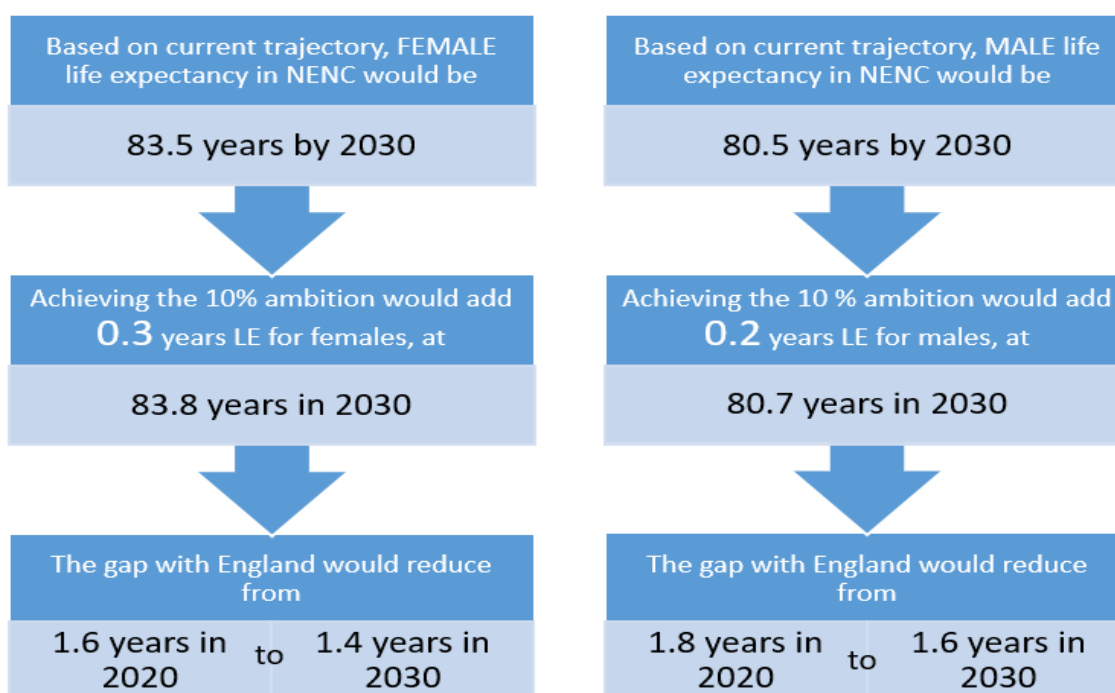 Based on current trajectory, FEMALE
life expectancy in NENC would be
83.5 years by 2030
Achieving the 10% ambition would add
0.3 years LE for females, at
83.8 years in 2030
The gap with England would reduce
from
1.6 years in
2020
to
1.4 years in
2030
Based on current trajectory, MALE life
expectancy in NENC would be
80.5 years by 2030
Achieving the 10 % ambition would add
0.2 years LE for males, at
80.7 years in 2030
The gap with England would reduce
from
1.8 years in
2020
to
1.6 years in
2030